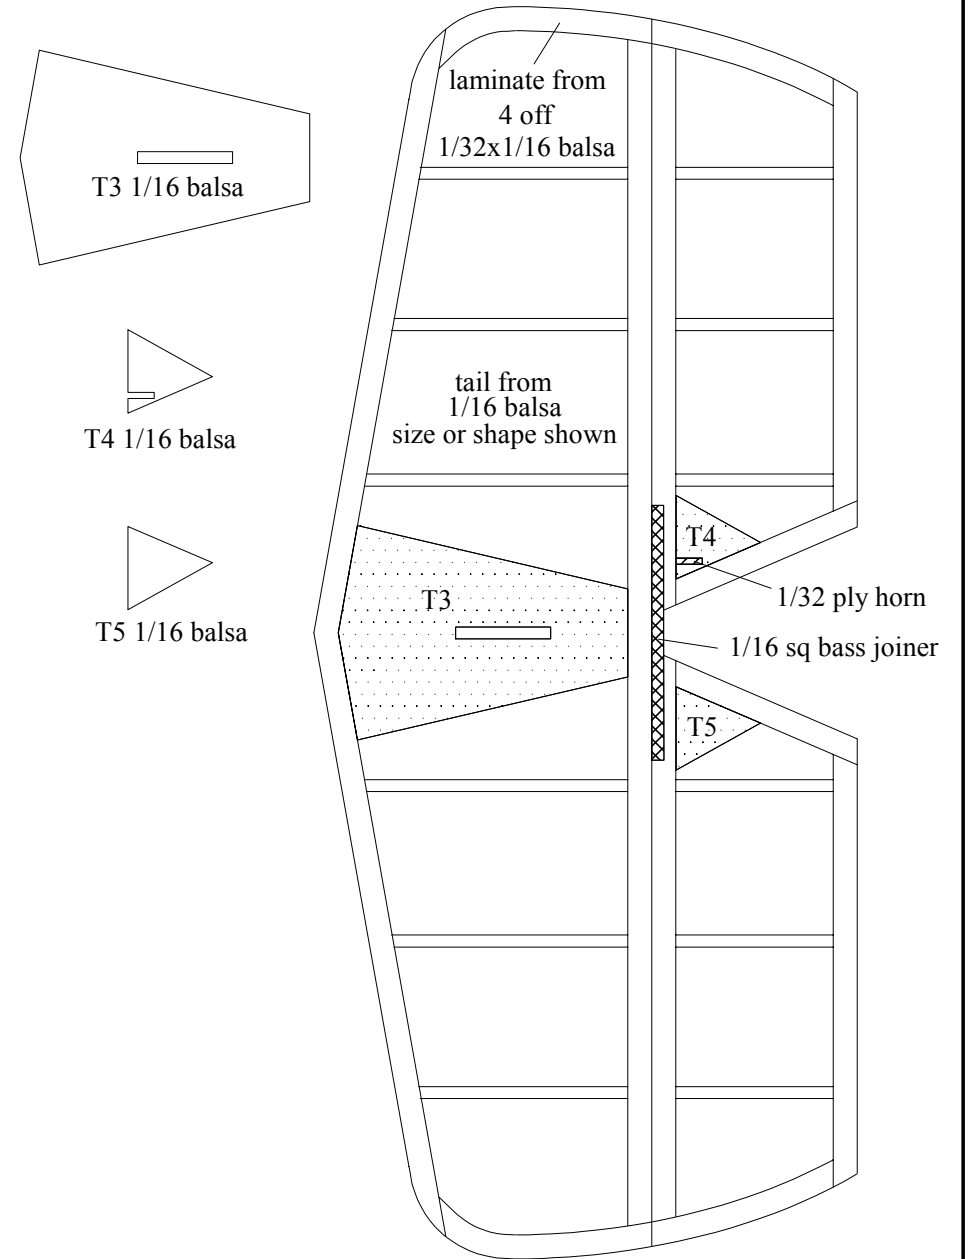 laminate from
4 off
1/32x1/16 balsa
T3 1/16 balsa
tail from
1/16 balsa
size or shape shown
T4 1/16 balsa
T4
T3
1/32 ply horn
T5 1/16 balsa
1/16 sq bass joiner
T5